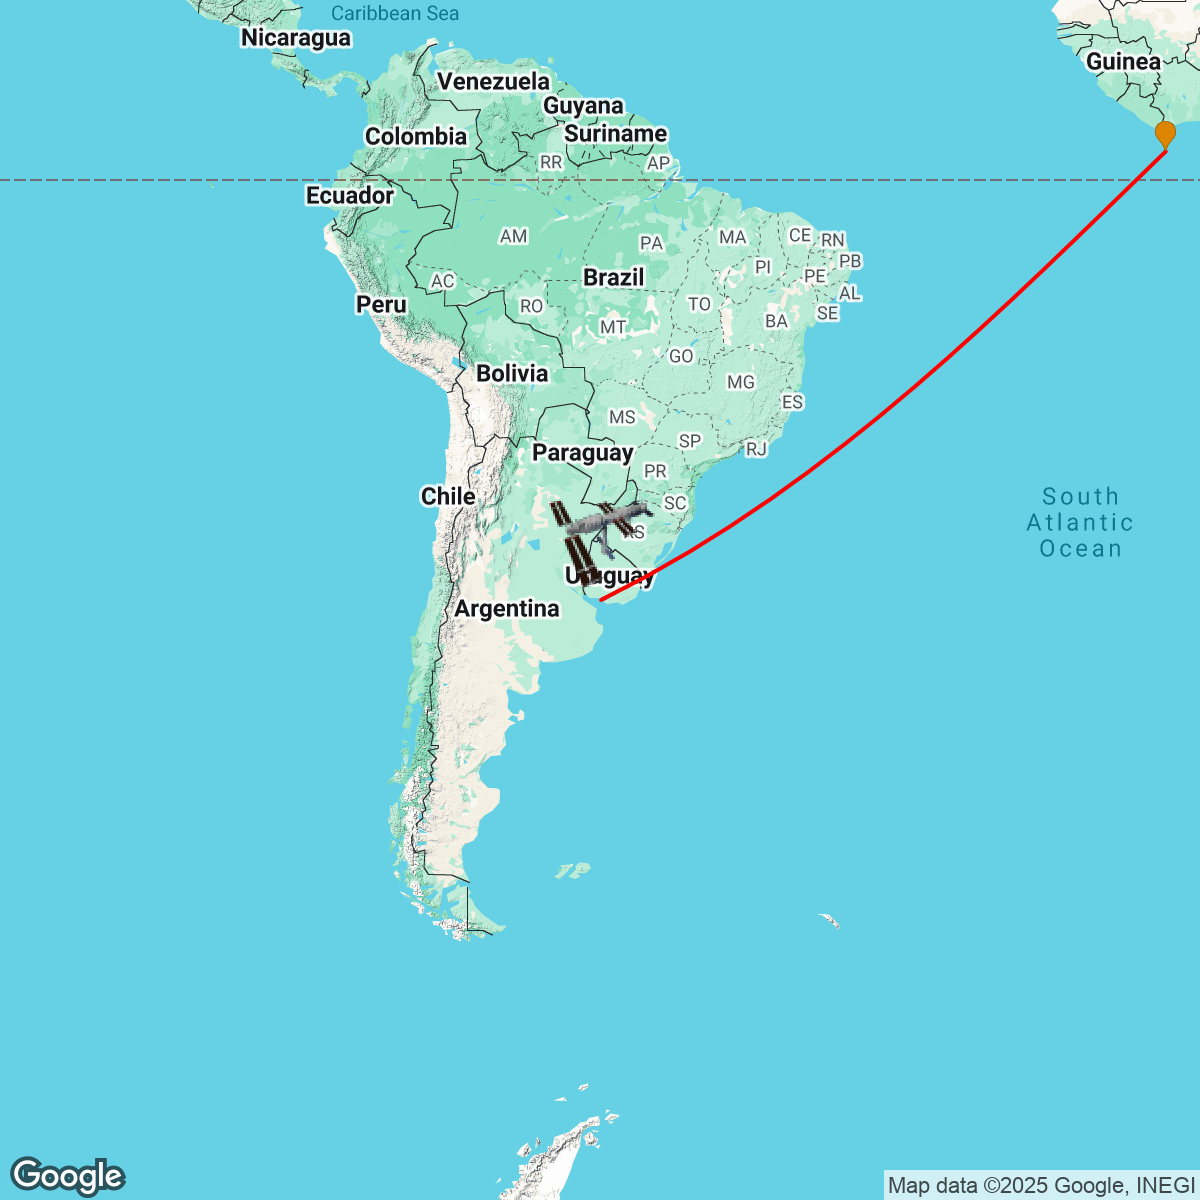 Caribbean Sea
Nicaragua
Guinea
Venezuela
Guyana
Suriname
Colombia
RR
AP
Ecuador
AM
PA
MA
CE
RN
PI
PB
PE
AC
Brazil
AL
Peru
RO
TO
SE
MT
BA
GO
Bolivia
MG
ES
MS
SP
RJ
Paraguay
PR
Chile
SC
South
Atlantic
Ocean
RS
Uruguay
Argentina
Google
Map data ©2025 Google, INEGI